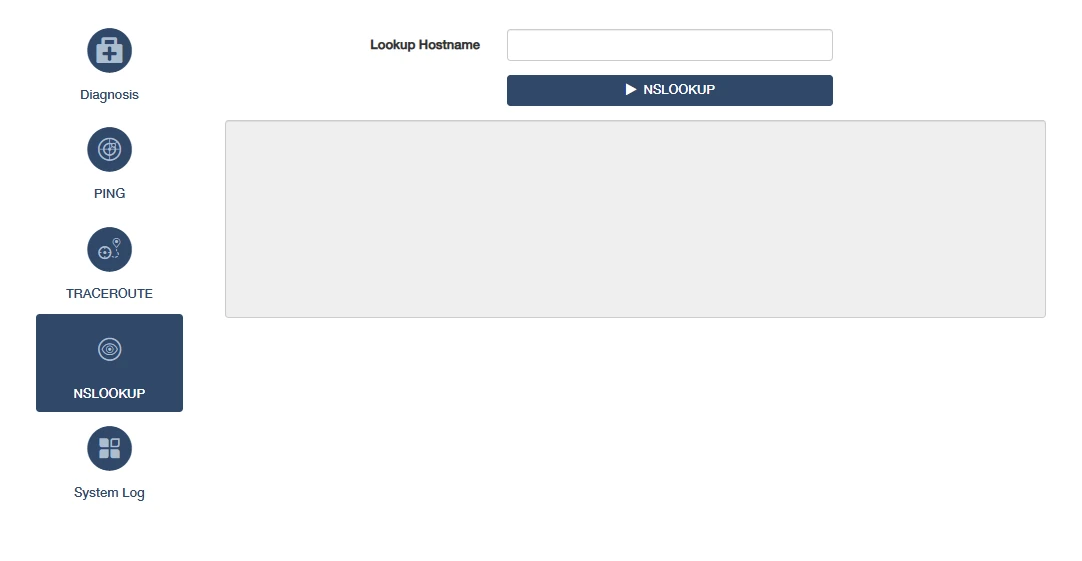 Diagnosis
PING
TRACEROUTE
NSLOOKUP
System Log
Lookup Hostname
NSLOOKUP